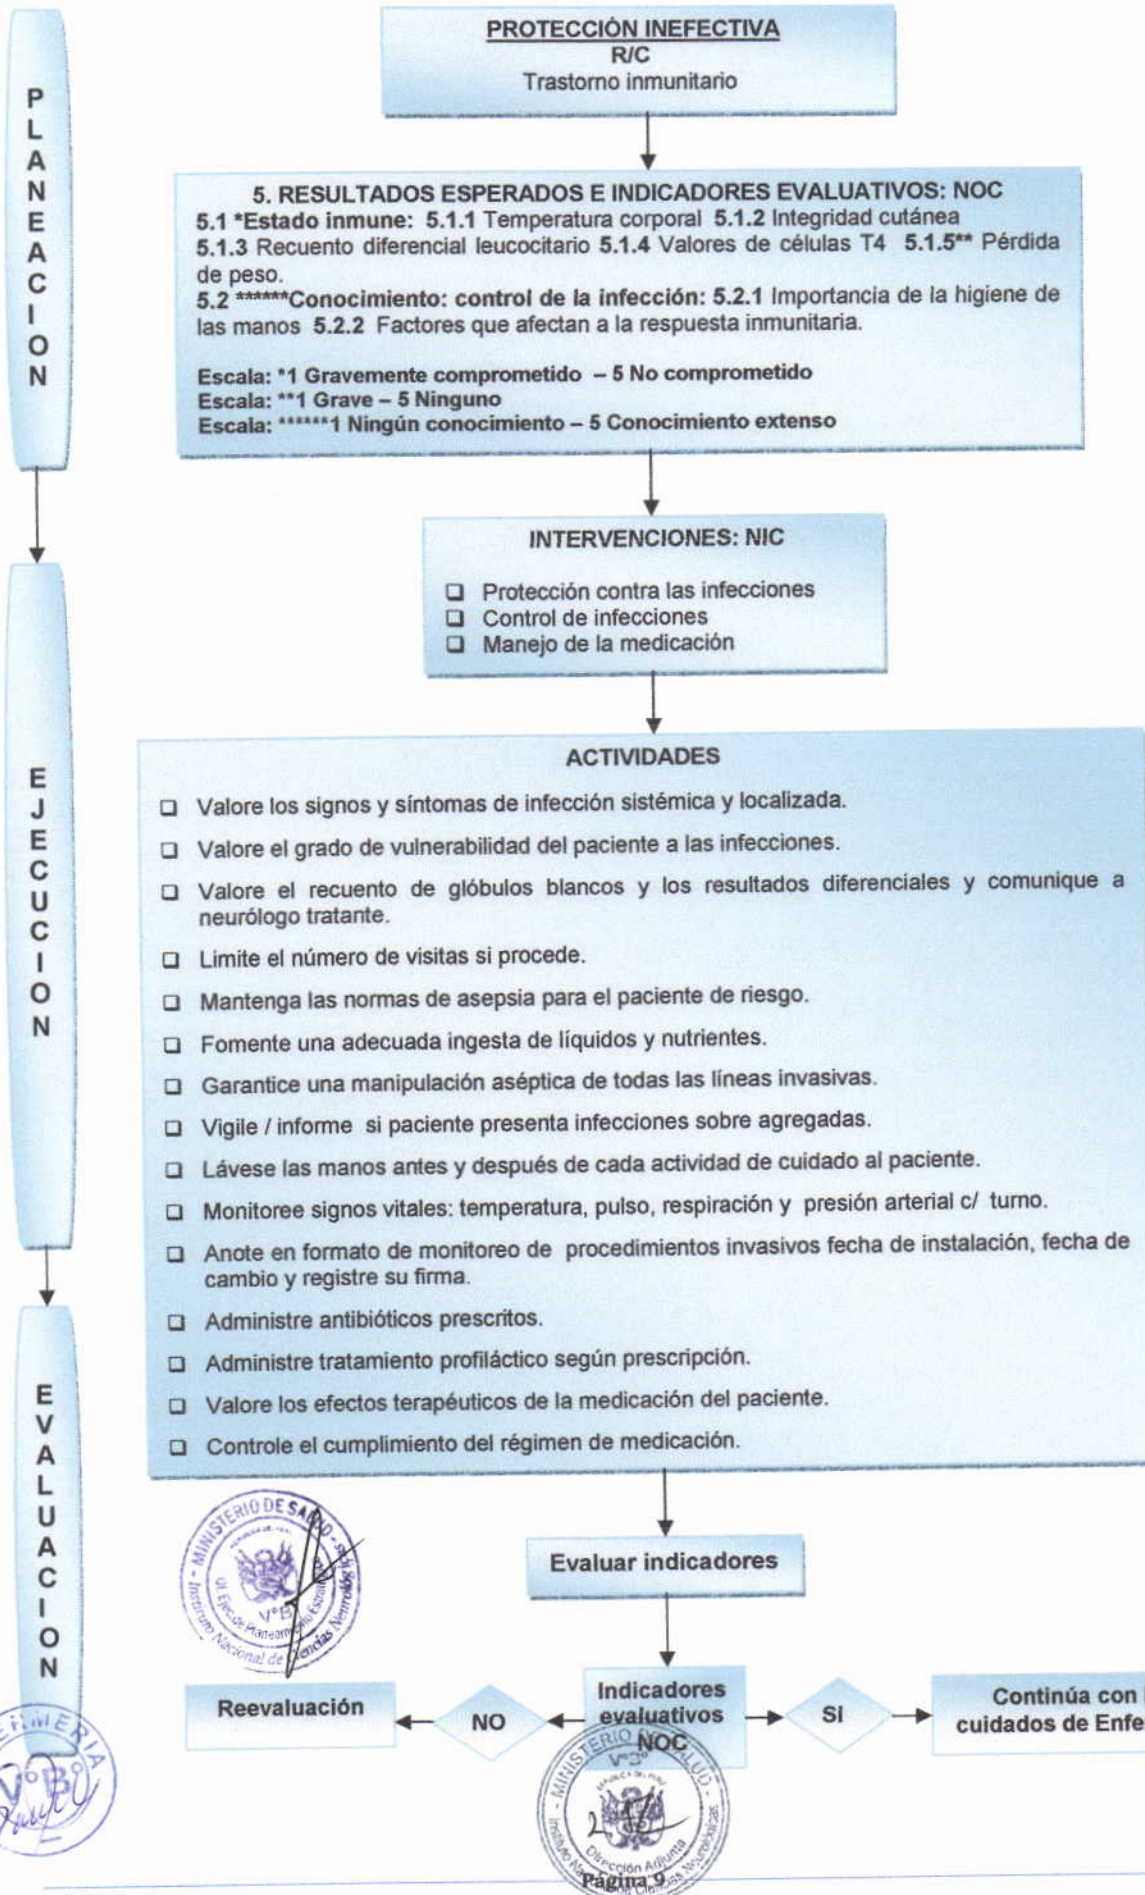 PLANEACION
PROTECCIÓN INEFECTIVA
R/C
Trastorno inmunitario
5. RESULTADOS ESPERADOS E INDICADORES EVALUATIVOS: NOC
5.1 *Estado inmune: 5.1.1 Temperatura corporal 5.1.2 Integridad cutánea
5.1.3 Recuento diferencial leucocitario 5.1.4 Valores de células T4 5.1.5** Pérdida
de peso.
5.2 ******Conocimiento: control de la infección: 5.2.1 Importancia de la higiene de
las manos 5.2.2 Factores que afectan a la respuesta inmunitaria.
Escala: *1 Gravemente comprometido – 5 No comprometido
Escala: **1 Grave – 5 Ninguno
Escala: ******1 Ningún conocimiento – 5 Conocimiento extenso
EJECUCION
INTERVENCIONES: NIC
❑ Protección contra las infecciones
❑ Control de infecciones
❑ Manejo de la medicación
ACTIVIDADES
❑ Valore los signos y síntomas de infección sistémica y localizada.
❑ Valore el grado de vulnerabilidad del paciente a las infecciones.
❑ Valore el recuento de glóbulos blancos y los resultados diferenciales y comunique a
neurólogo tratante.
❑ Limite el número de visitas si procede.
❑ Mantenga las normas de asepsia para el paciente de riesgo.
❑ Fomente una adecuada ingesta de líquidos y nutrientes.
❑ Garantice una manipulación aséptica de todas las líneas invasivas.
❑ Vigile / informe si paciente presenta infecciones sobre agregadas.
❑ Lávese las manos antes y después de cada actividad de cuidado al paciente.
❑ Monitoree signos vitales: temperatura, pulso, respiración y presión arterial c/ turno.
❑ Anote en formato de monitoreo de procedimientos invasivos fecha de instalación, fecha de
cambio y registre su firma.
❑ Administre antibióticos prescritos.
❑ Administre tratamiento profiláctico según prescripción.
❑ Valore los efectos terapéuticos de la medicación del paciente.
❑ Controle el cumplimiento del régimen de medicación.
EVALUACION
MINISTERIO DE SALUD
Instituto Nacional de Ciencias Neurológicas
V°B°
Evaluar indicadores
Reevaluación
NO
Indicadores
evaluativos
NOC
SI
Continúa con
cuidados de Enfe
V°B°
MINISTERIO DE SALUD
V°B°
Dirección Adjunta
Página 9